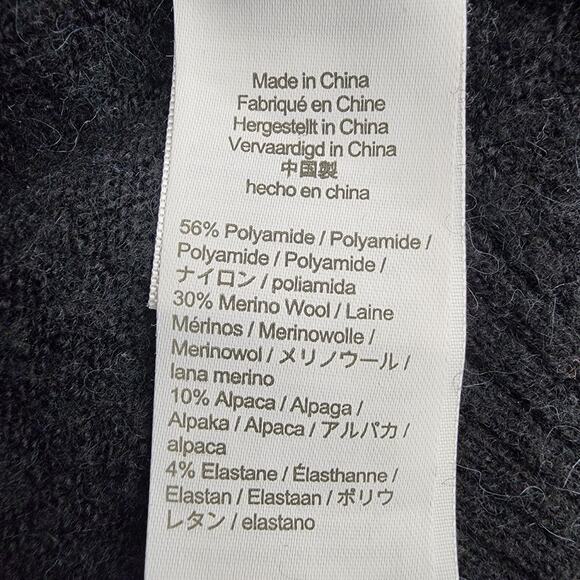 Made in China
Fabriqué en Chine
Hergestellt in China
Vervaardigd in China
中国製
hecho en china
56% Polyamide / Polyamide /
Polyamide / Polyamide /
ナイロン / poliamida
30% Merino Wool / Laine
Mérinos / Merinowolle /
Merinowol / メリノウール /
lana merino
10% Alpaca / Alpaga /
Alpaka / Alpaca / アルパカ /
alpaca
4% Elastane / Élasthanne /
Elastan / Elastaan / ポリウ
レタン / elastano